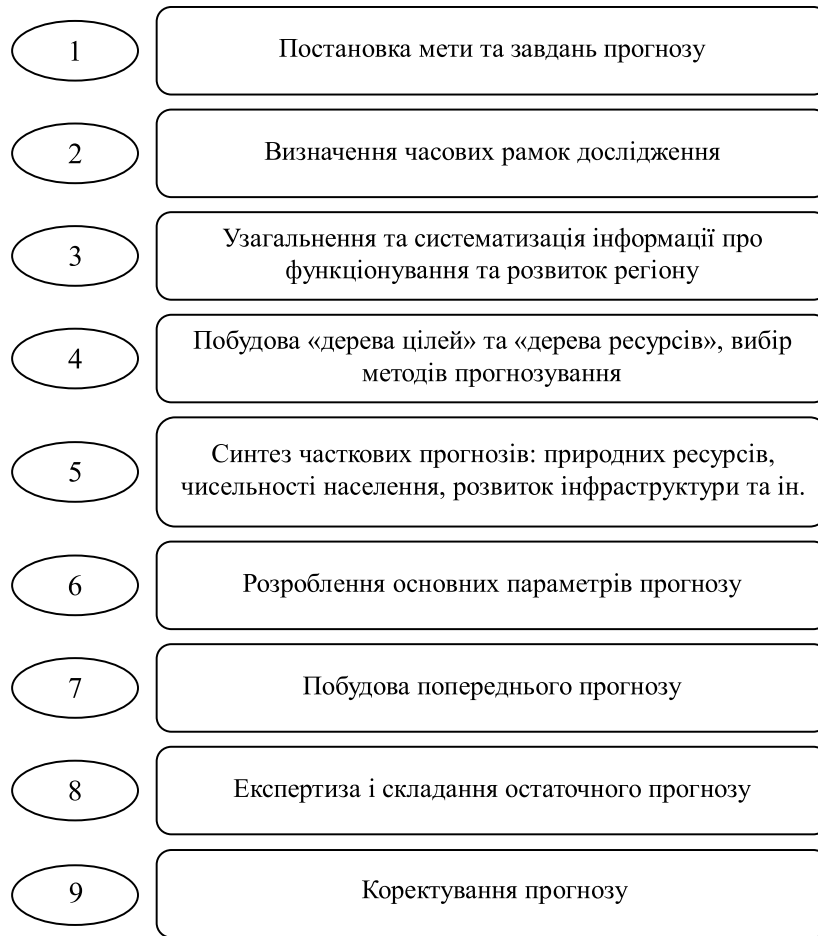 1
Постановка мети та завдань прогнозу
2
Визначення часових рамок дослідження
3
Узагальнення та систематизація інформації про
функціонування та розвиток регіону
4
Побудова «дерева цілей» та «дерева ресурсів», вибір
методів прогнозування
5
Синтез часткових прогнозів: природних ресурсів,
чисельності населення, розвиток інфраструктури та ін.
6
Розроблення основних параметрів прогнозу
7
Побудова попереднього прогнозу
8
Експертиза і складання остаточного прогнозу
9
Коректування прогнозу